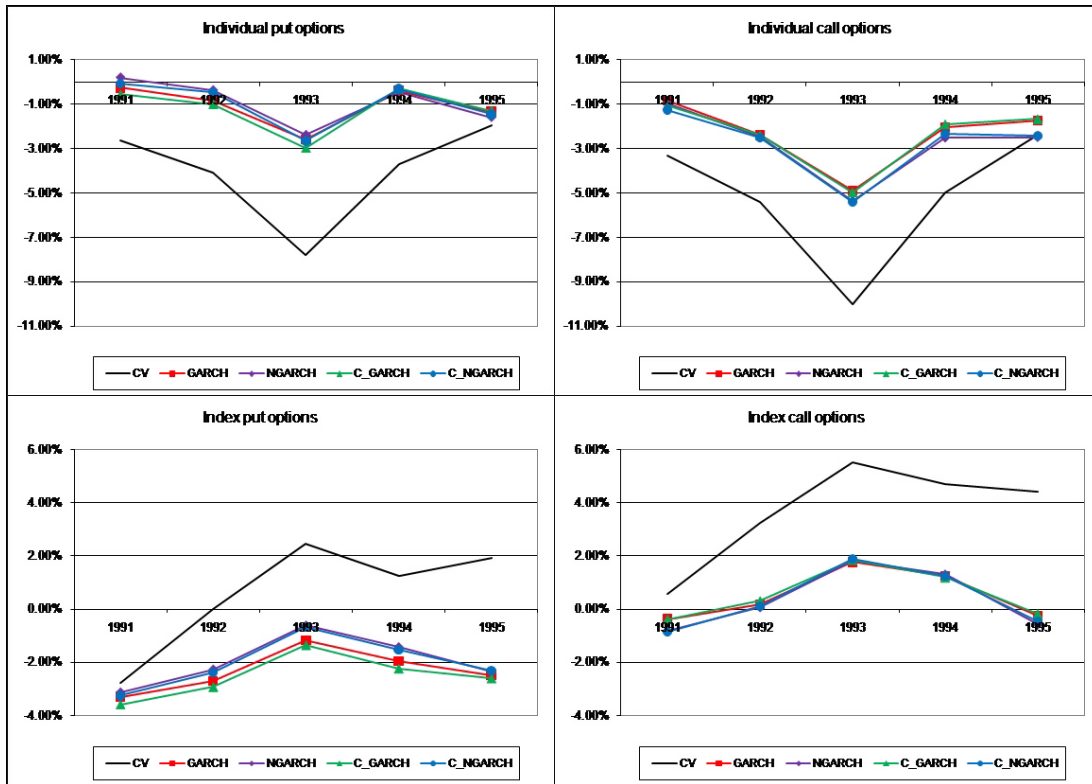 Individual put options
1.00%
-1.00%
-3.00%
-5.00%
-7.00%
-9.00%
-11.00%
1991 1992 1993 1994 1995
CV GARCH NGARCH C_GARCH C_NGARCH
Individual call options
1.00%
-1.00%
-3.00%
-5.00%
-7.00%
-9.00%
-11.00%
1991 1992 1993 1994 1995
CV GARCH NGARCH C_GARCH C_NGARCH
Index put options
6.00%
4.00%
2.00%
0.00%
-2.00%
-4.00%
1991 1992 1993 1994 1995
CV GARCH NGARCH C_GARCH C_NGARCH
Index call options
6.00%
4.00%
2.00%
0.00%
-2.00%
-4.00%
1991 1992 1993 1994 1995
CV GARCH NGARCH C_GARCH C_NGARCH